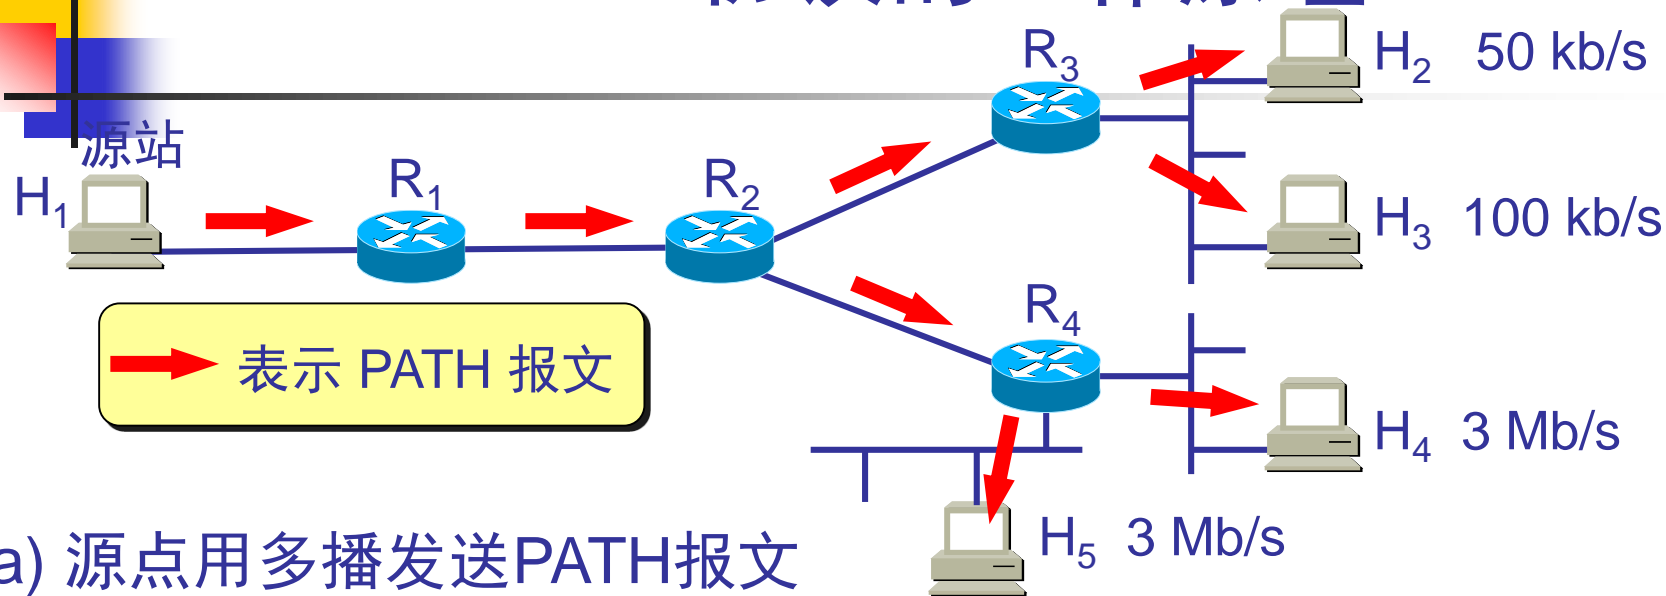 R3
H2 50 kb/s
源站
H1
R1
R2
H3 100 kb/s
R4
表示 PATH 报文
H4 3 Mb/s
H5 3 Mb/s
a) 源点用多播发送PATH报文